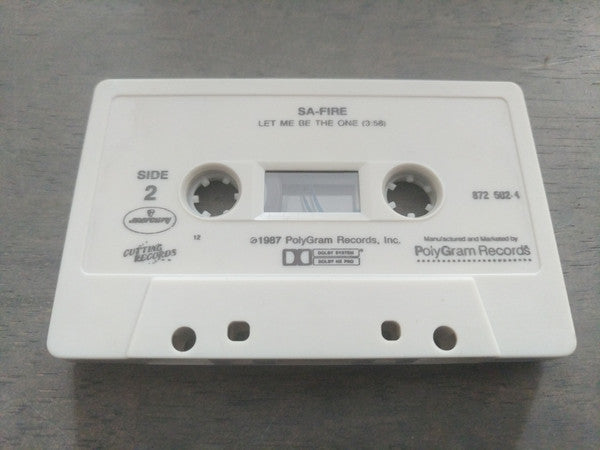 SA-FIRE
LET ME BE THE ONE (3:58)
SIDE
2
mercury
872 502-4
CUTTING
RECORDS
12
℗1987 PolyGram Records, Inc.
DOLBY SYSTEM
DOLBY HX PRO
Manufactured and Marketed by
PolyGram Records